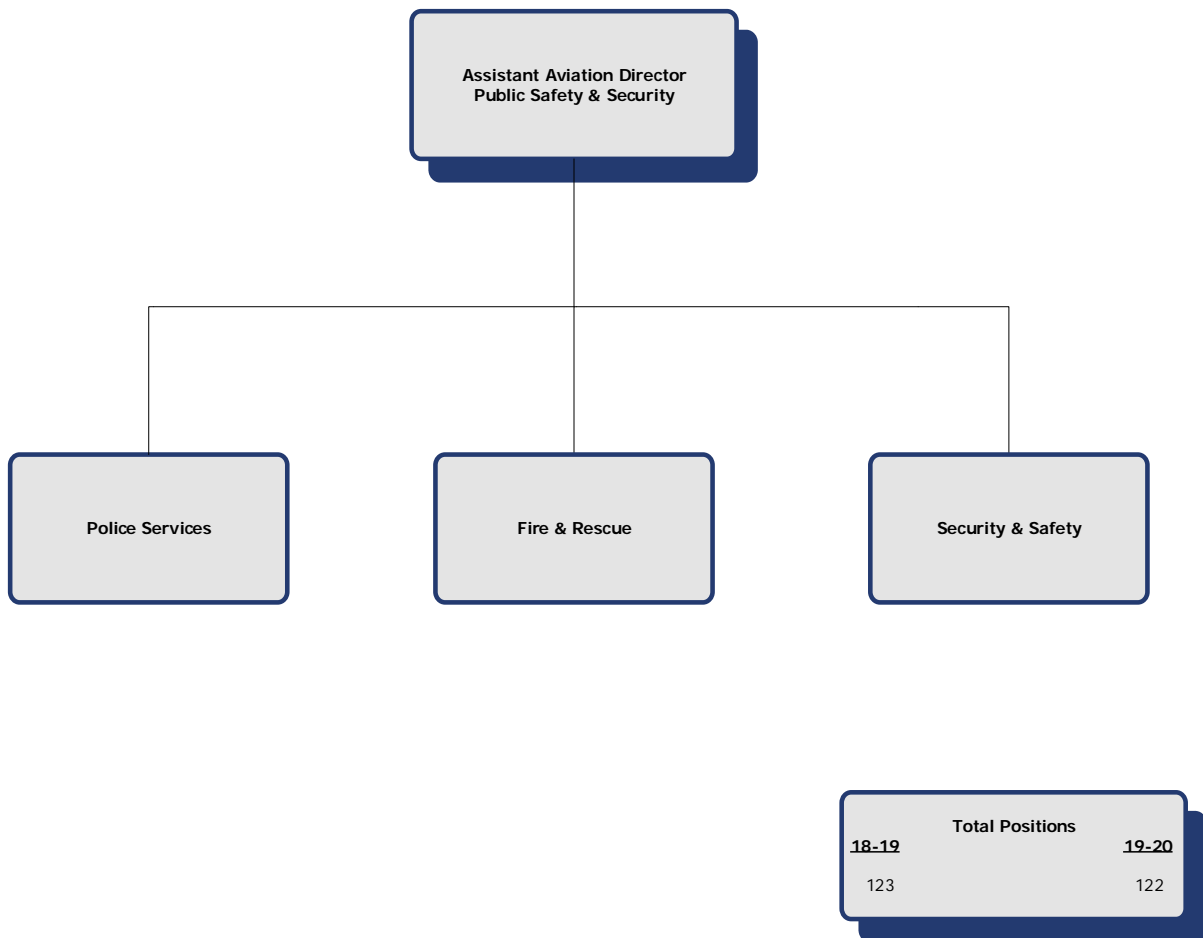 Assistant Aviation Director
Public Safety & Security
Police Services
Fire & Rescue
Security & Safety
Total Positions
18-19 19-20
123 122